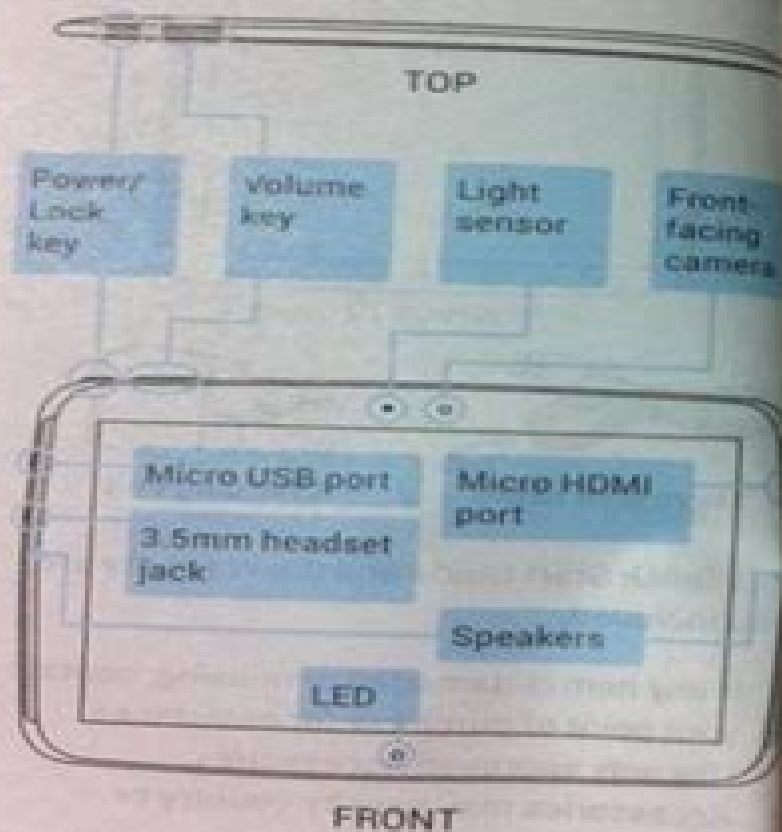 TOP
Power/
Lock
key
Volume
key
Light
sensor
Front-
facing
camera
Micro USB port
Micro HDMI
port
3.5mm headset
jack
Speakers
LED
FRONT